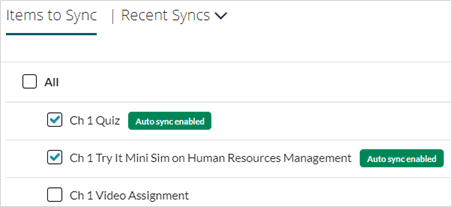 Items to Sync | Recent Syncs
All
Ch 1 Quiz Auto sync enabled
Ch 1 Try It Mini Sim on Human Resources Management Auto sync enabled
Ch 1 Video Assignment